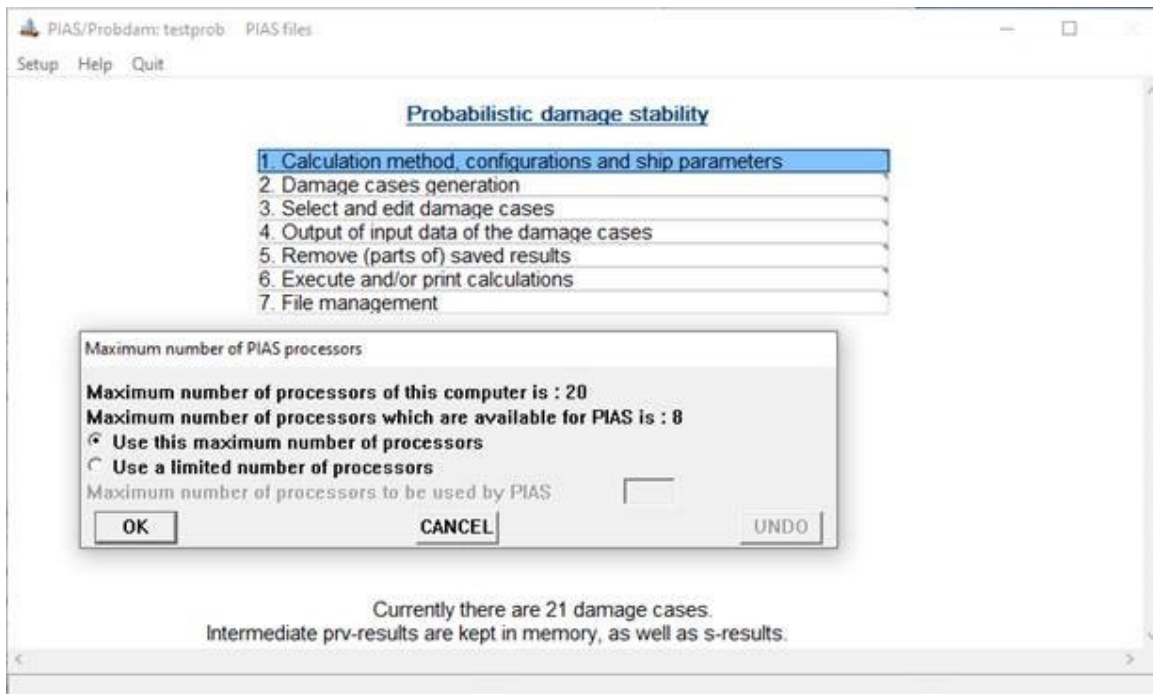 PIAS/Probdam: testprob PIAS files
Setup Help Quit
Probabilistic damage stability
1. Calculation method, configurations and ship parameters
2. Damage cases generation
3. Select and edit damage cases
4. Output of input data of the damage cases
5. Remove (parts of) saved results
6. Execute and/or print calculations
7. File management
Maximum number of PIAS processors
Maximum number of processors of this computer is : 20
Maximum number of processors which are available for PIAS is : 8
Use this maximum number of processors
Use a limited number of processors
Maximum number of processors to be used by PIAS
OK CANCEL UNDO
Currently there are 21 damage cases.
Intermediate prv-results are kept in memory, as well as s-results.